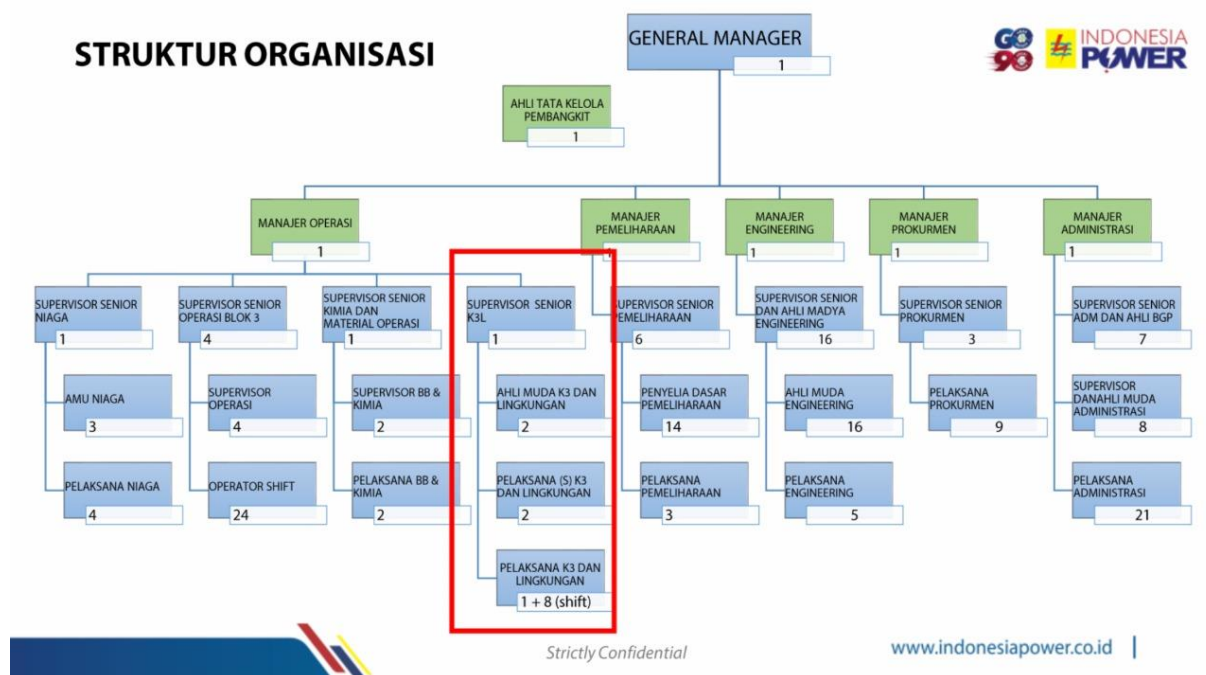 STRUKTUR ORGANISASI
GENERAL MANAGER
1
GO
90
INDONESIA
POWER
AHLI TATA KELOLA
PEMBANGKIT
1
MANAJER OPERASI
1
MANAJER
PEMELIHARAAN
1
MANAJER
ENGINEERING
1
MANAJER
PROKURMEN
1
MANAJER
ADMINISTRASI
1
SUPERVISOR SENIOR
NIAGA
1
SUPERVISOR SENIOR
OPERASI BLOK 3
4
SUPERVISOR SENIOR
KIMIA DAN
MATERIAL OPERASI
1
SUPERVISOR SENIOR
K3L
1
SUPERVISOR SENIOR
PEMELIHARAAN
6
SUPERVISOR SENIOR
DAN AHLI MADYA
ENGINEERING
16
SUPERVISOR SENIOR
PROKURMEN
3
SUPERVISOR SENIOR
ADM DAN AHLI BGP
7
AMU NIAGA
3
SUPERVISOR
OPERASI
4
SUPERVISOR BB &
KIMIA
2
AHLI MUDA K3 DAN
LINGKUNGAN
2
PENYELIA DASAR
PEMELIHARAAN
14
AHLI MUDA
ENGINEERING
16
PELAKSANA
PROKURMEN
9
SUPERVISOR
DANAHLI MUDA
ADMINISTRASI
8
PELAKSANA NIAGA
4
OPERATOR SHIFT
24
PELAKSANA BB &
KIMIA
2
PELAKSANA (S) K3
DAN LINGKUNGAN
2
PELAKSANA
PEMELIHARAAN
3
PELAKSANA
ENGINEERING
5
PELAKSANA
ADMINISTRASI
21
PELAKSANA K3 DAN
LINGKUNGAN
1 + 8 (shift)
Strictly Confidential
www.indonesiapower.co.id